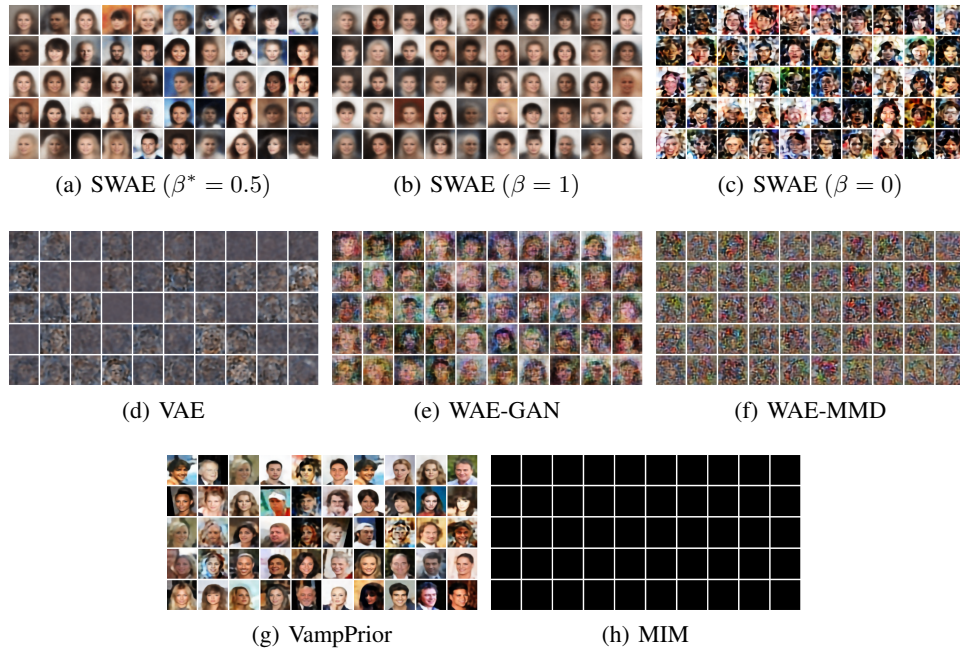 (a) SWAE (β* = 0.5)
(b) SWAE (β = 1)
(c) SWAE (β = 0)
(d) VAE
(e) WAE-GAN
(f) WAE-MMD
(g) VampPrior
(h) MIM